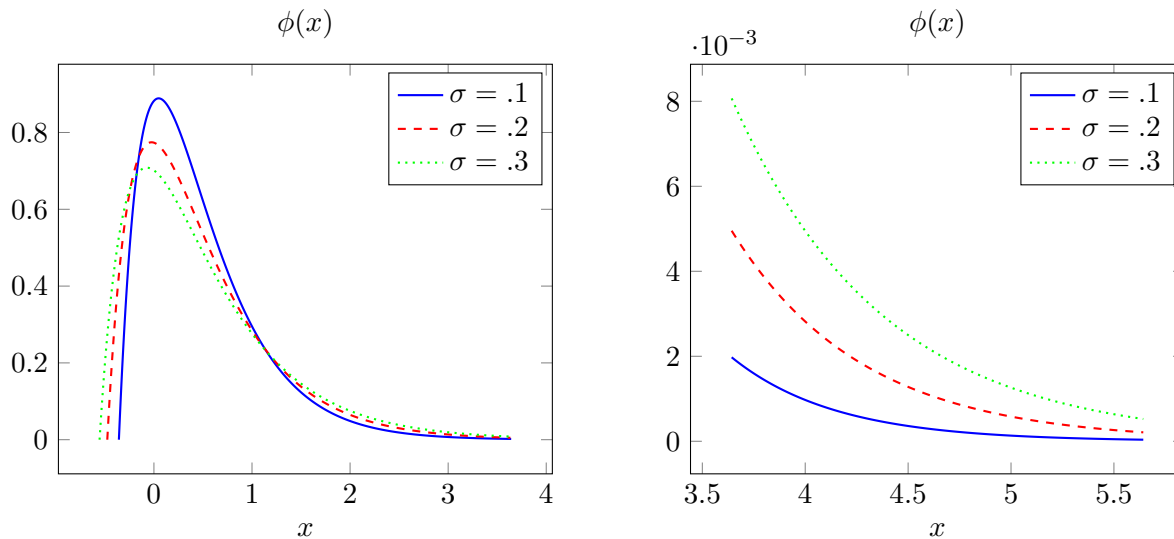 ϕ(x)
σ = .1
σ = .2
σ = .3
0.8
0.6
0.4
0.2
0
0 1 2 3 4
x
ϕ(x)
·10⁻³
σ = .1
σ = .2
σ = .3
8
6
4
2
0
3.5 4 4.5 5 5.5
x